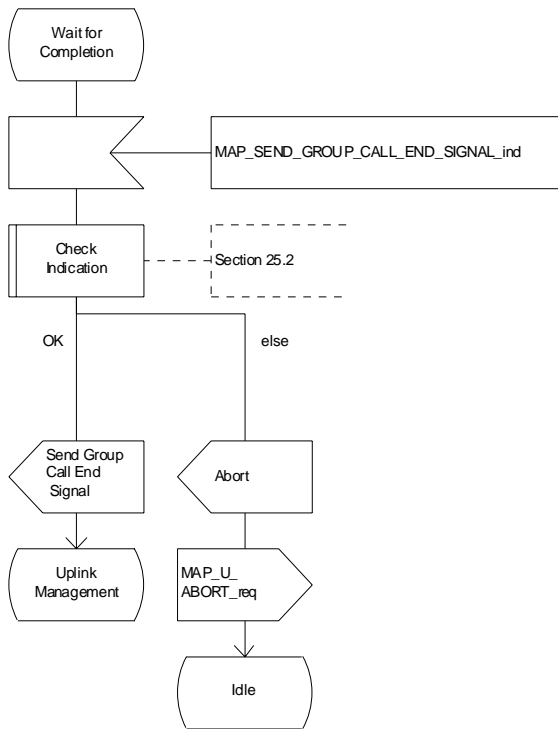 Wait for
Completion
MAP_SEND_GROUP_CALL_END_SIGNAL_ind
Check
Indication
Section 25.2
OK
else
Send Group
Call End
Signal
Abort
Uplink
Management
MAP_U_
ABORT_req
Idle